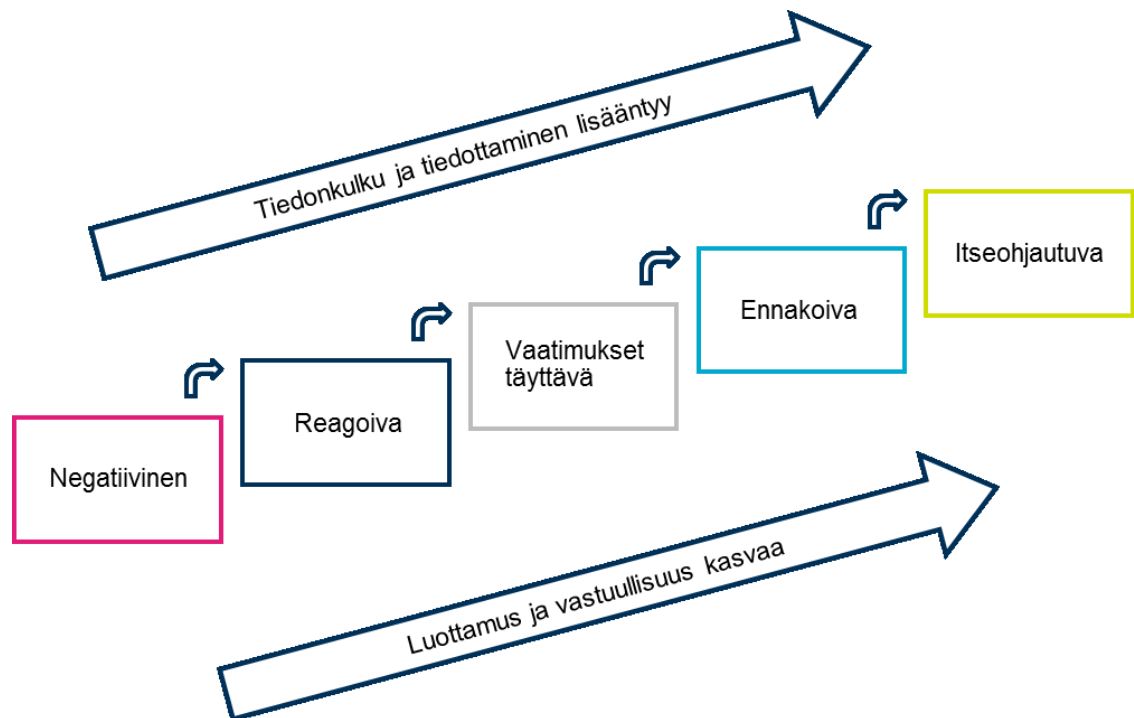 Tiedonkulku ja tiedottaminen lisääntyy
Itseohjautuva
Ennakoiva
Vaatimukset
täyttävä
Reagoiva
Negatiivinen
Luottamus ja vastuullisuus kasvaa